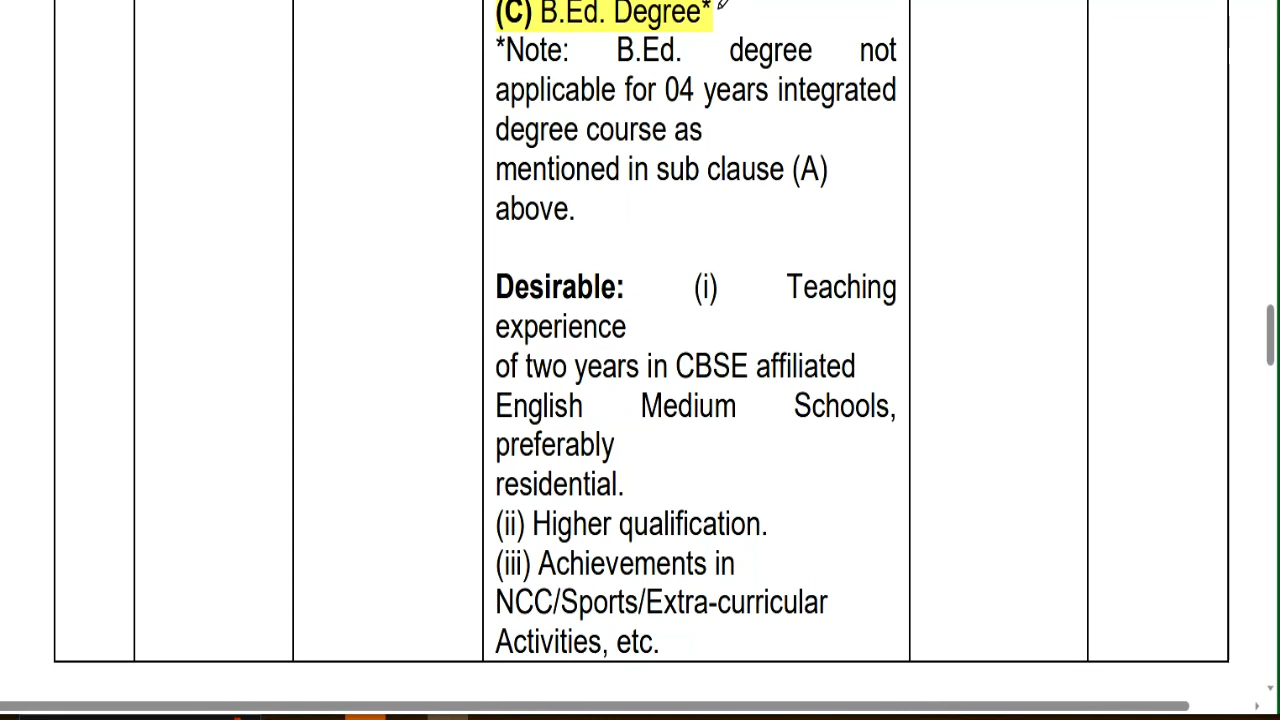 (C) B.Ed. Degree*
*Note: B.Ed. degree not
applicable for 04 years integrated
degree course as
mentioned in sub clause (A)
above.
Desirable: (i) Teaching
experience
of two years in CBSE affiliated
English Medium Schools,
preferably
residential.
(ii) Higher qualification.
(iii) Achievements in
NCC/Sports/Extra-curricular
Activities, etc.